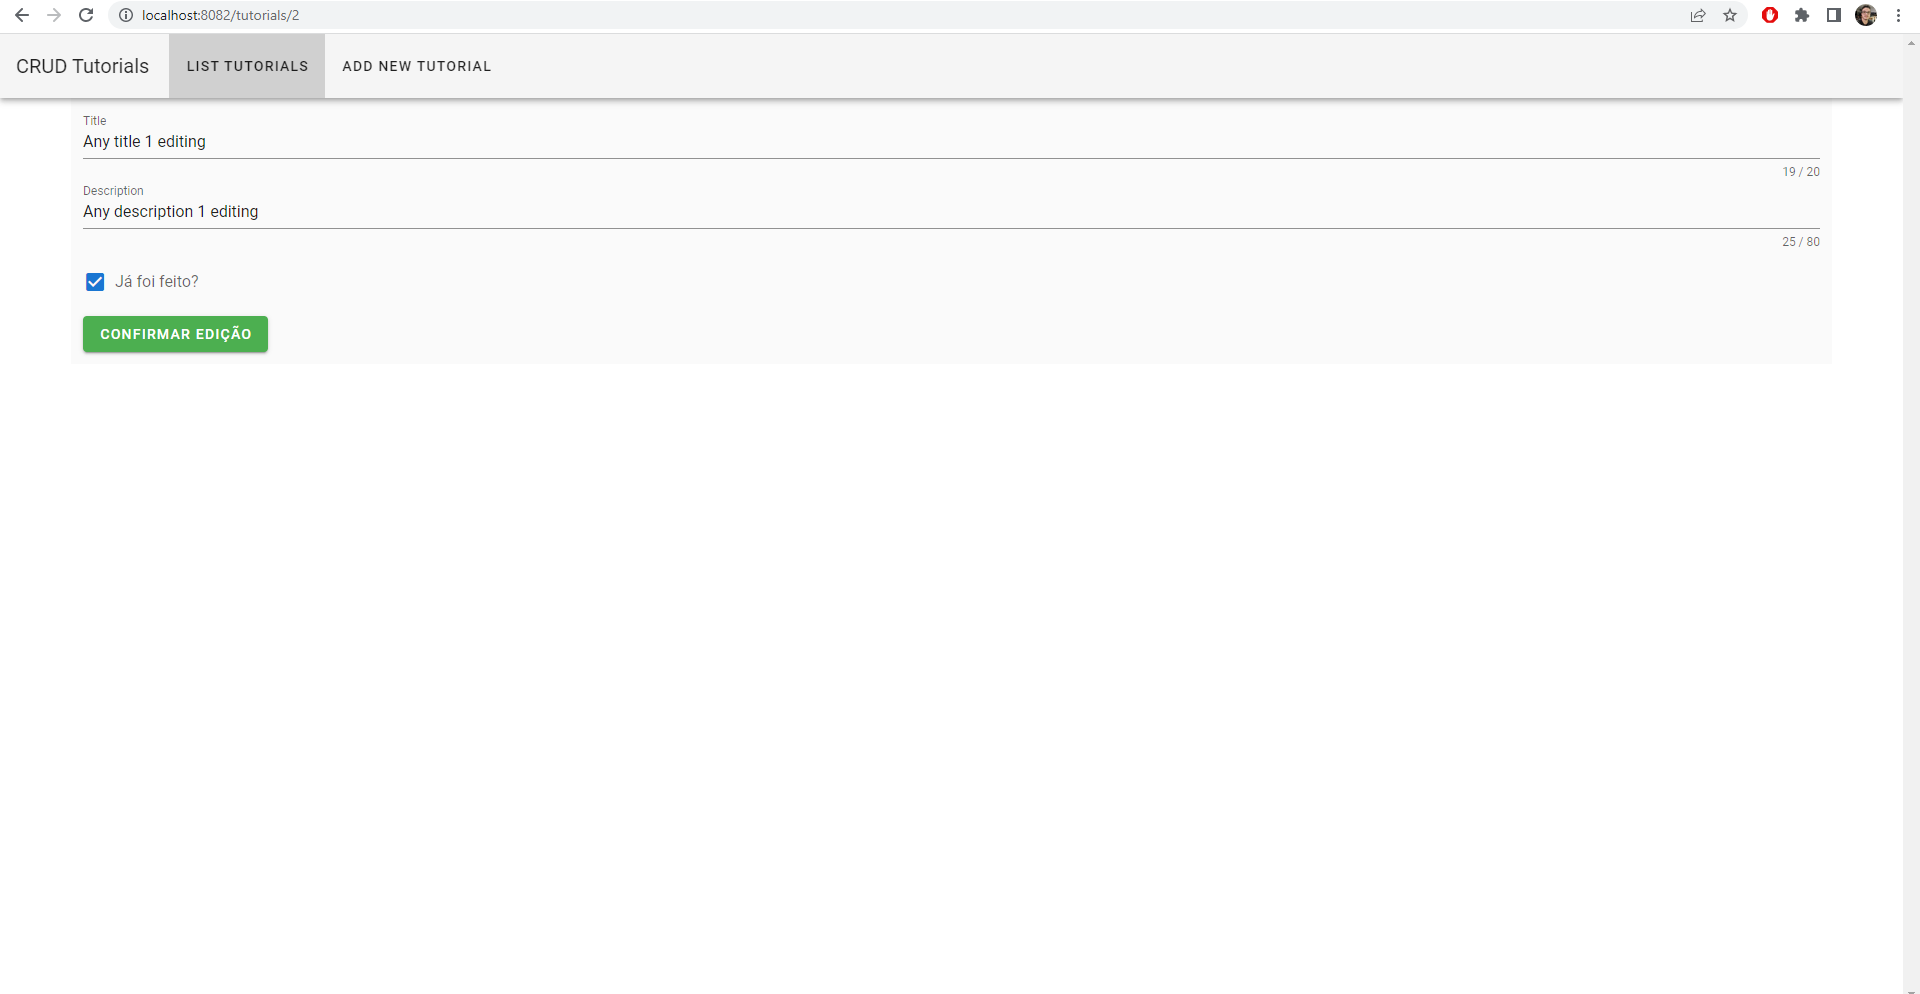 localhost:8082/tutorials/2
CRUD Tutorials LIST TUTORIALS ADD NEW TUTORIAL
Title
Any title 1 editing
19 / 20
Description
Any description 1 editing
25 / 80
Já foi feito?
CONFIRMAR EDIÇÃO